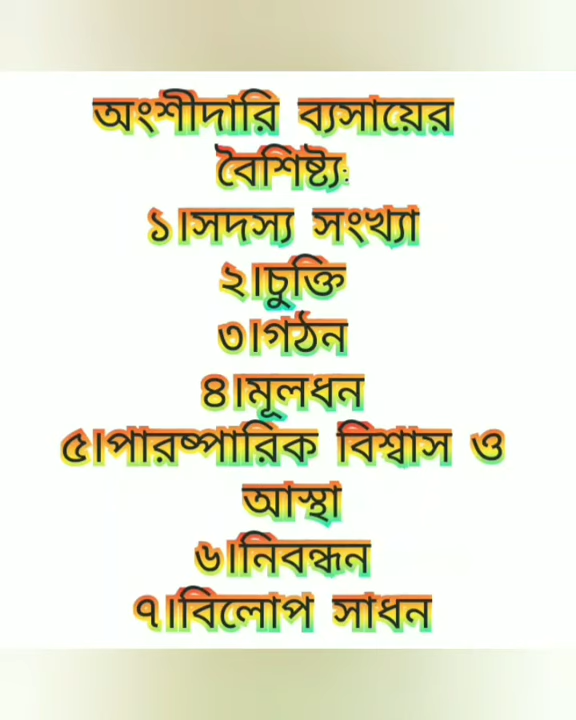 অংশীদারি ব্যসায়ের
বৈশিষ্ট্য:
১।সদস্য সংখ্যা
২।চুক্তি
৩।গঠন
৪।মূলধন
৫।পারষ্পারিক বিশ্বাস ও
আস্থা
৬।নিবন্ধন
৭।বিলোপ সাধন